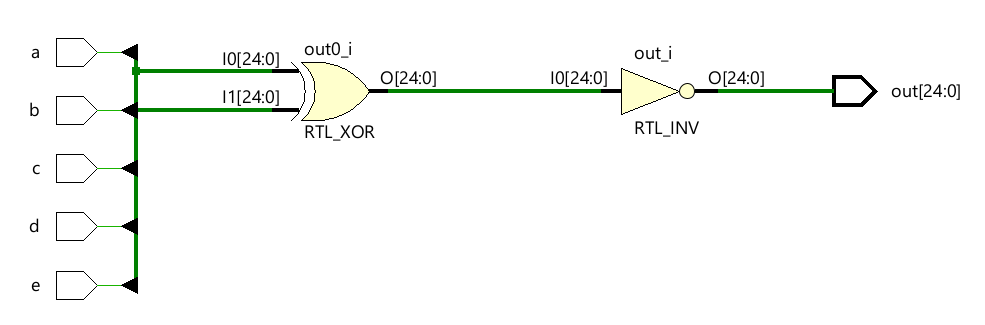 a
b
c
d
e
I0[24:0]
I1[24:0]
out0_i
RTL_XOR
O[24:0]
I0[24:0]
out_i
RTL_INV
O[24:0]
out[24:0]